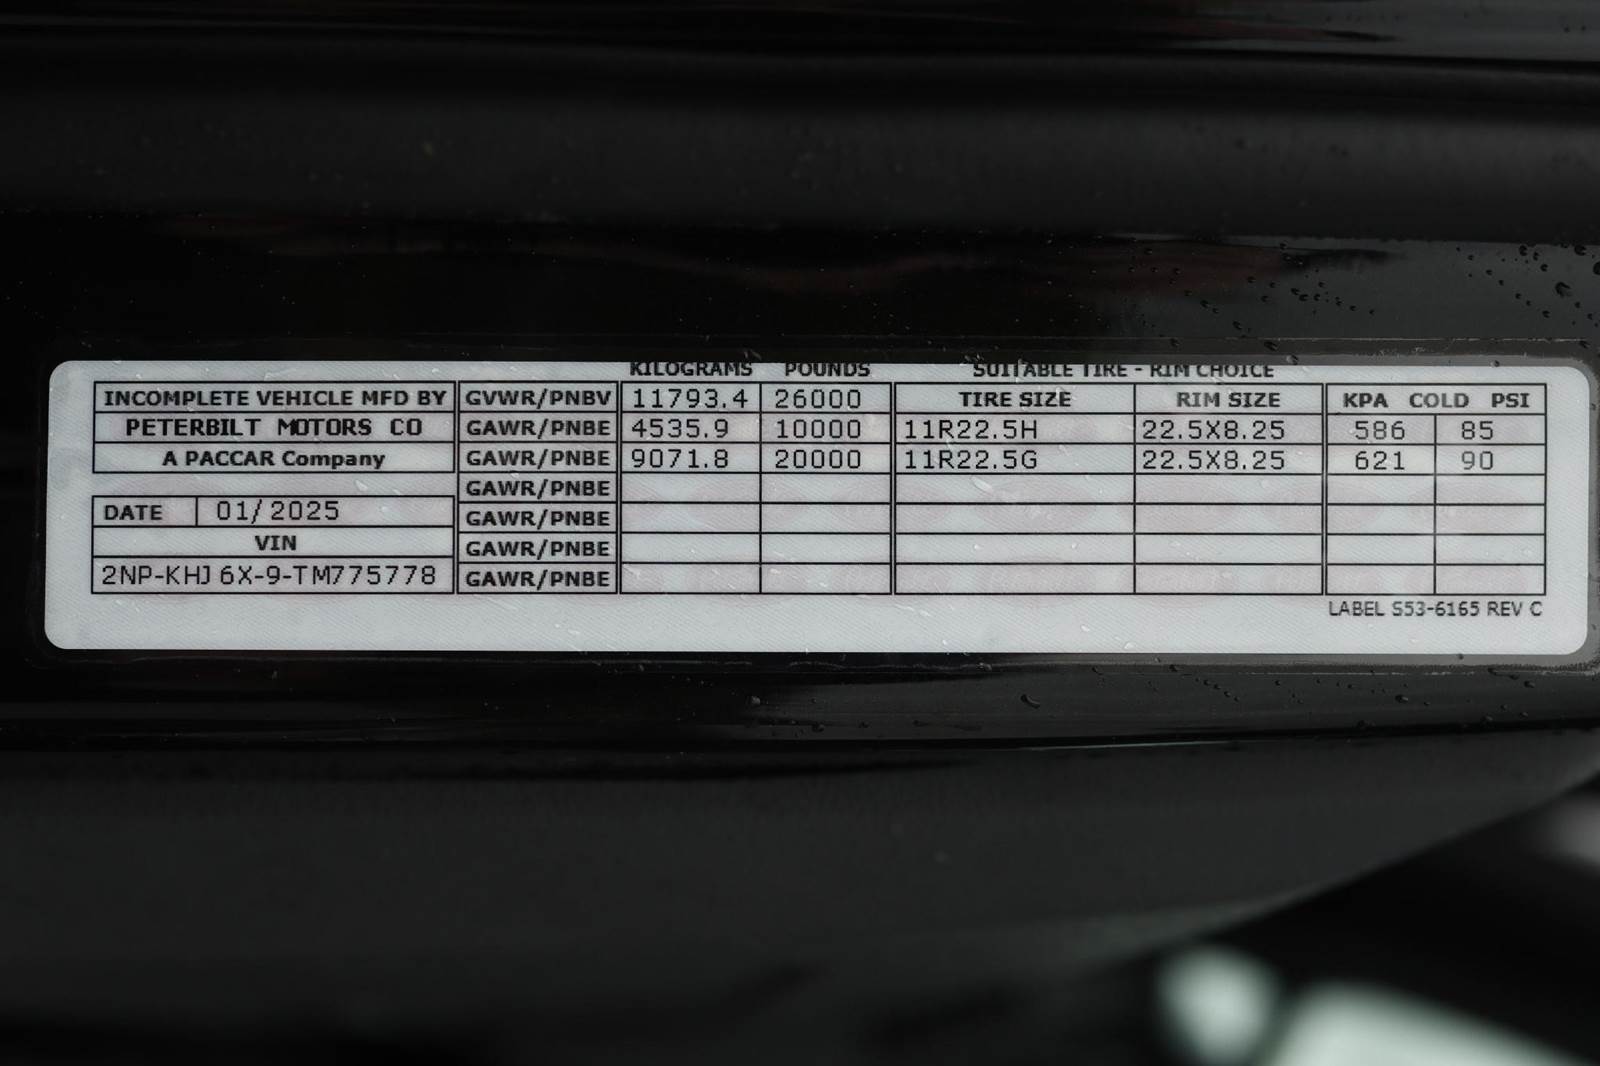 KILOGRAMS POUNDS SUITABLE TIRE - RIM CHOICE
INCOMPLETE VEHICLE MFD BY GVWR/PNBV 11793.4 26000 TIRE SIZE RIM SIZE KPA COLD PSI
PETERBILT MOTORS CO GAWR/PNBE 4535.9 10000 11R22.5H 22.5X8.25 586 85
A PACCAR Company GAWR/PNBE 9071.8 20000 11R22.5G 22.5X8.25 621 90
GAWR/PNBE
DATE 01/2025 GAWR/PNBE
VIN GAWR/PNBE
2NP-KHJ6X-9-TM775778 GAWR/PNBE
LABEL S53-6165 REV C